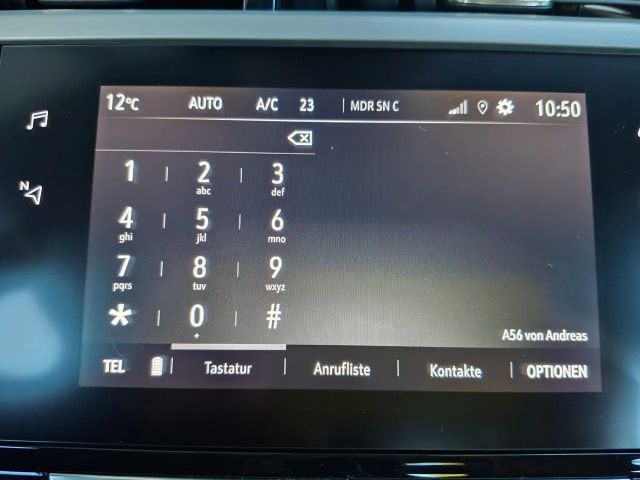 12°C AUTO A/C 23 MDR SN C 10:50
N
1 2 3
abc def
4 5 6
ghi jkl mno
7 8 9
pqrs tuv wxyz
* 0 #
+
A56 von Andreas
TEL Tastatur Anrufliste Kontakte OPTIONEN